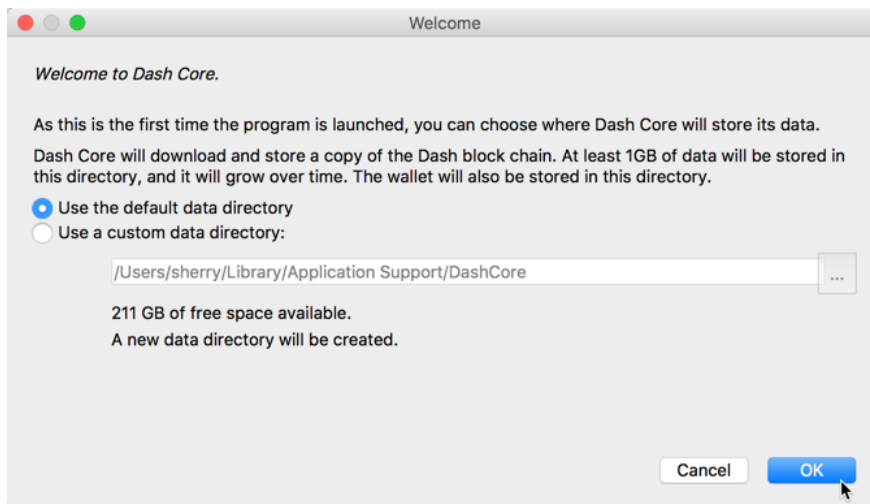 Welcome
Welcome to Dash Core.
As this is the first time the program is launched, you can choose where Dash Core will store its data.
Dash Core will download and store a copy of the Dash block chain. At least 1GB of data will be stored in
this directory, and it will grow over time. The wallet will also be stored in this directory.
Use the default data directory
Use a custom data directory:
/Users/sherry/Library/Application Support/DashCore
...
211 GB of free space available.
A new data directory will be created.
Cancel
OK